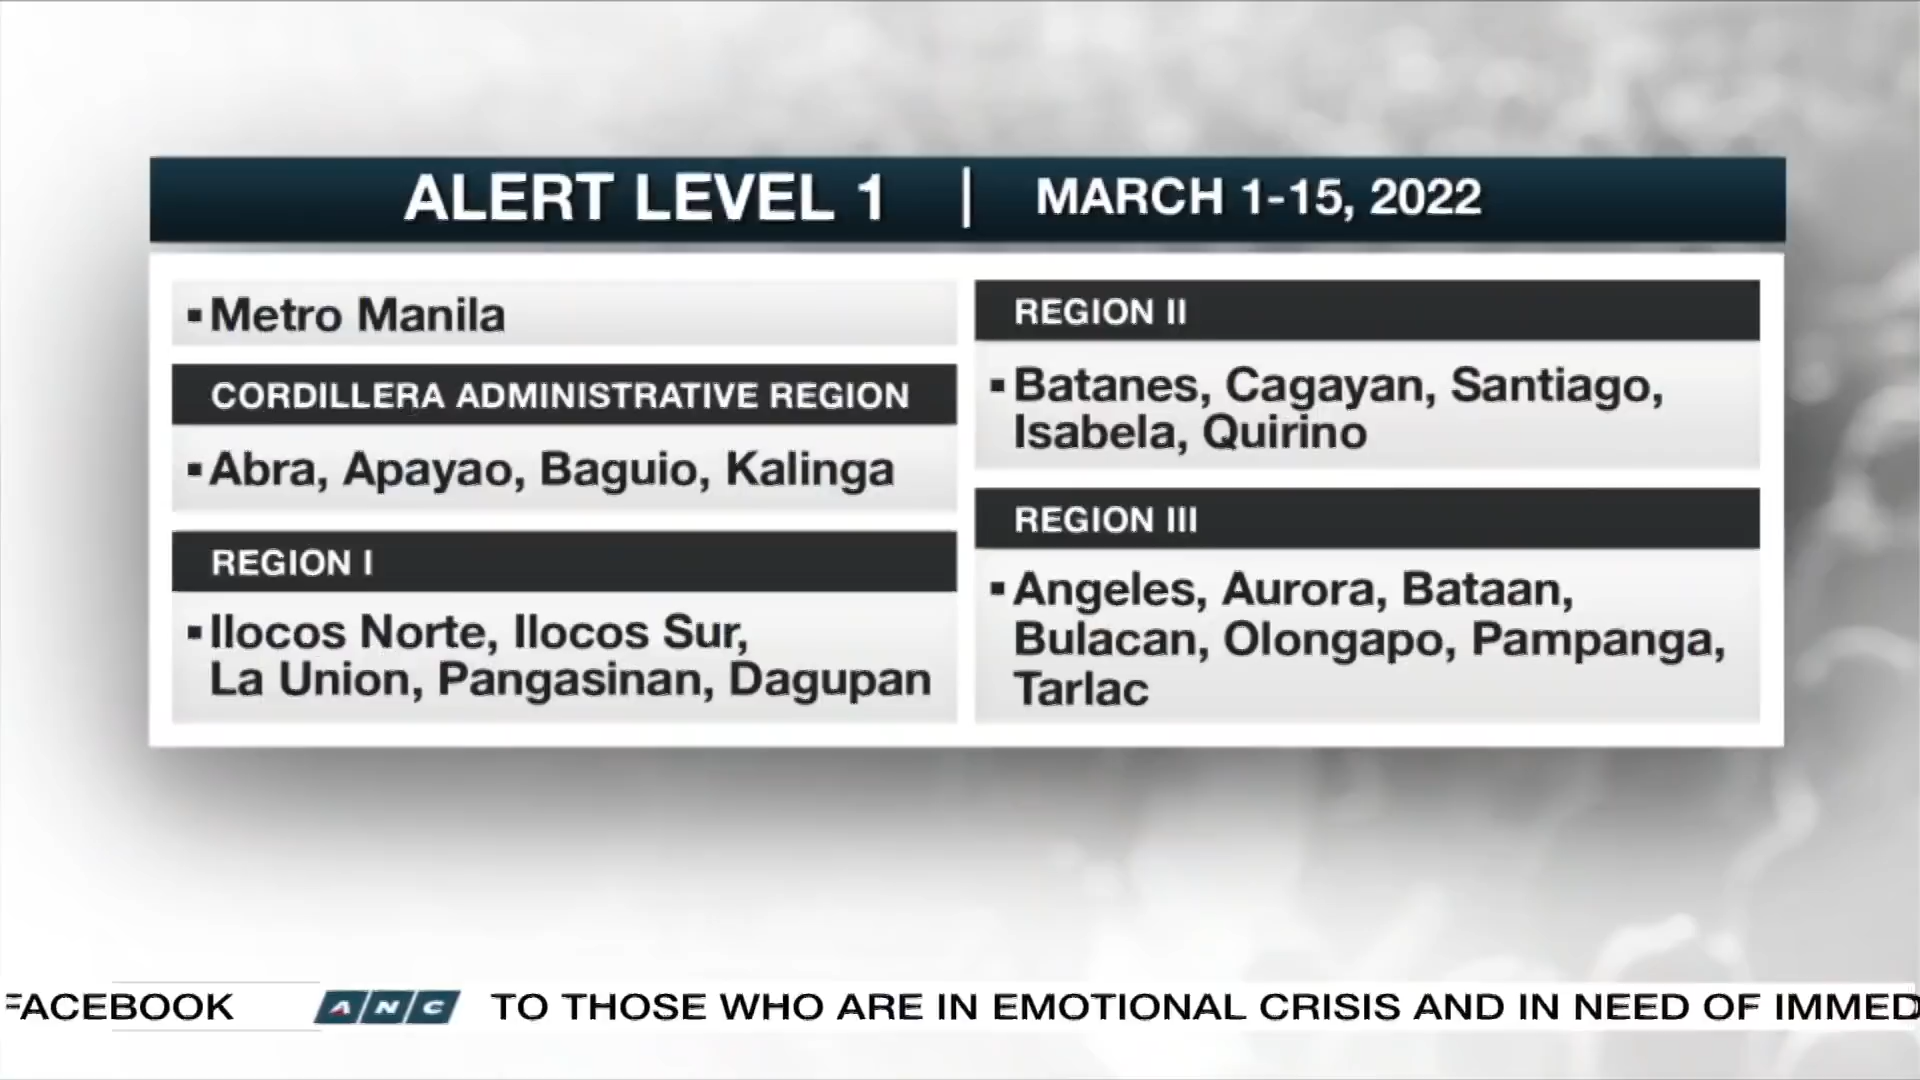 ALERT LEVEL 1 | MARCH 1-15, 2022
▪Metro Manila
CORDILLERA ADMINISTRATIVE REGION
▪Abra, Apayao, Baguio, Kalinga
REGION I
▪Ilocos Norte, Ilocos Sur,
La Union, Pangasinan, Dagupan
REGION II
▪Batanes, Cagayan, Santiago,
Isabela, Quirino
REGION III
▪Angeles, Aurora, Bataan,
Bulacan, Olongapo, Pampanga,
Tarlac
FACEBOOK ANC TO THOSE WHO ARE IN EMOTIONAL CRISIS AND IN NEED OF IMMED